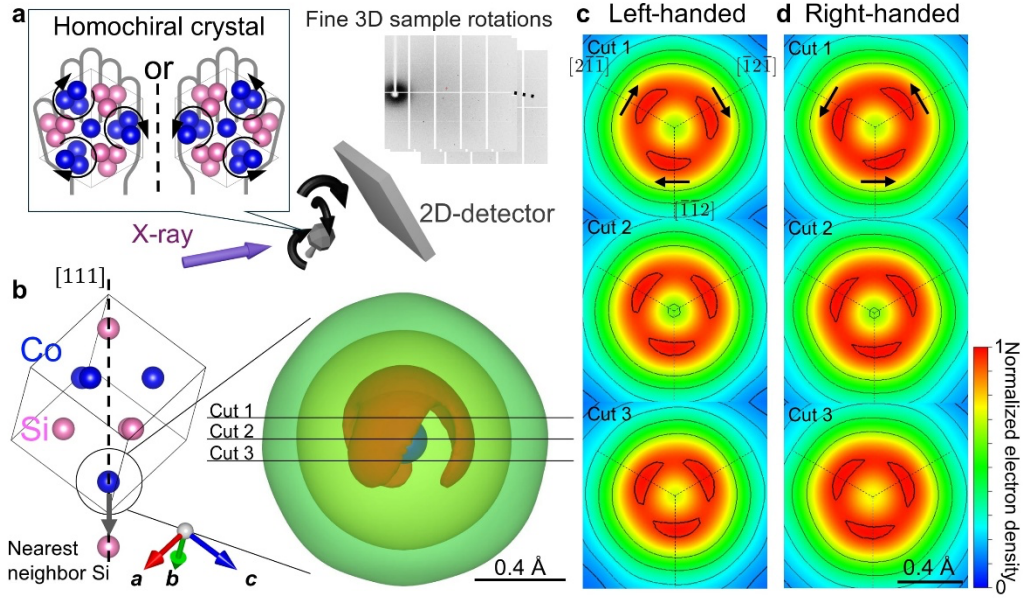 a
Homochiral crystal
or
Fine 3D sample rotations
X-ray
2D-detector
b
[111]
Co
Si
Nearest
neighbor Si
a
b
c
Cut 1
Cut 2
Cut 3
0.4 Å
c Left-handed
Cut 1
[21̄1̄]
[1̄21̄]
[1̄1̄2]
Cut 2
Cut 3
d Right-handed
Cut 1
Cut 2
Cut 3
0.4 Å
1
Normalized electron density
0